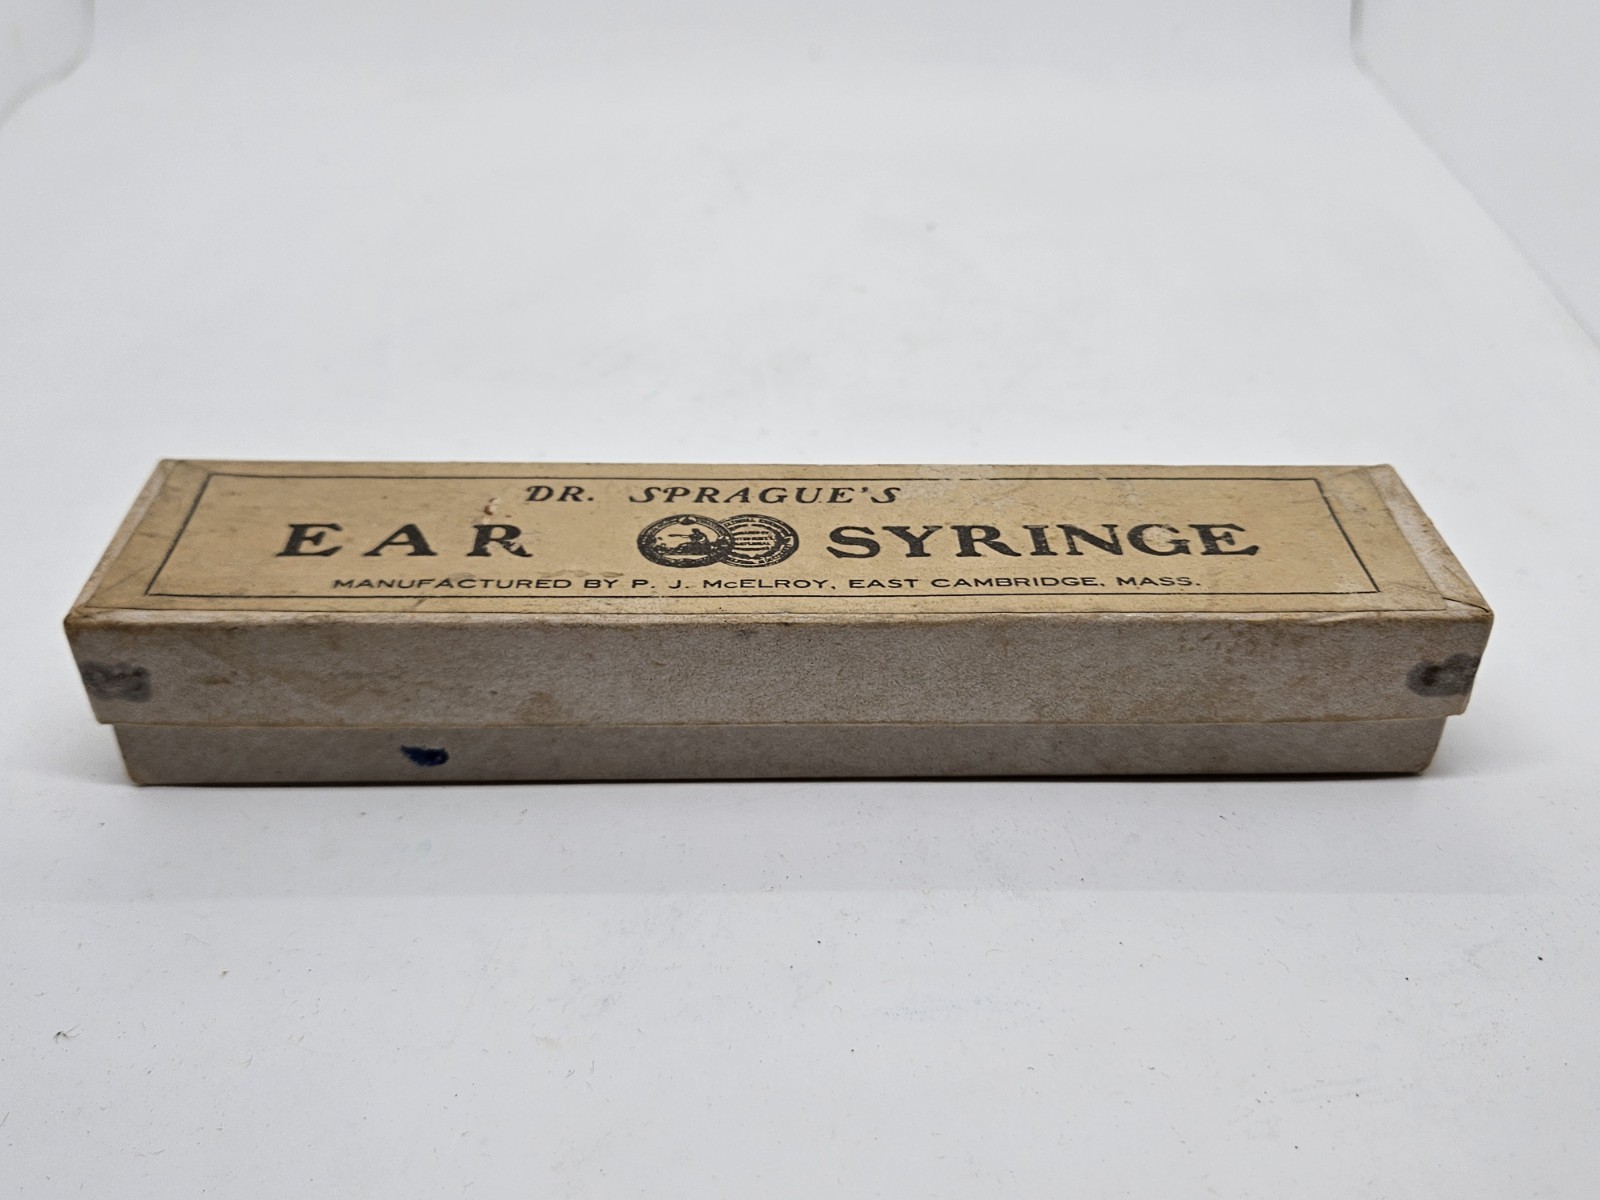 DR. SPRAGUE'S
EAR SYRINGE
MANUFACTURED BY P. J. McELROY, EAST CAMBRIDGE, MASS.